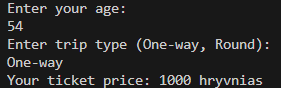 Enter your age:
54
Enter trip type (One-way, Round):
One-way
Your ticket price: 1000 hryvnias